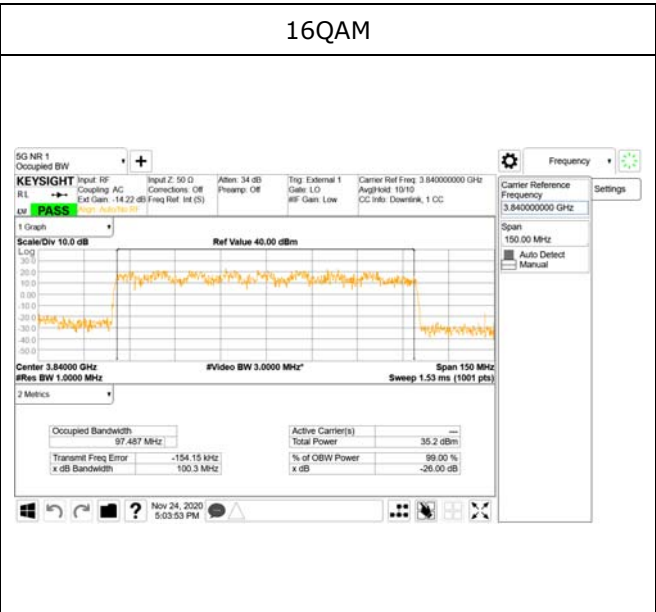 16QAM
5G NR 1
Occupied BW
+
Frequency
KEYSIGHT
Input: RF
Input Z: 50 Ω
Atten: 34 dB
Trig: External 1
Carrier Ref Freq: 3.840000000 GHz
R L
Coupling: AC
Corrections: Off
Preamp: Off
Gate: LO
Avg|Hold: 10/10
Ext Gain: -14.22 dB
Freq Ref: Int (S)
#IF Gain: Low
CC Info: Downlink, 1 CC
PASS
Align: Auto/No RF
Carrier Reference
Frequency
3.840000000 GHz
Settings
Span
150.00 MHz
Auto Detect
Manual
1 Graph
Scale/Div 10.0 dB
Ref Value 40.00 dBm
Log
30.0
20.0
10.0
0.00
-10.0
-20.0
-30.0
-40.0
-50.0
Center 3.84000 GHz
#Video BW 3.0000 MHz*
Span 150 MHz
#Res BW 1.0000 MHz
Sweep 1.53 ms (1001 pts)
2 Metrics
Occupied Bandwidth
97.487 MHz
Active Carrier(s)
---
Total Power
35.2 dBm
Transmit Freq Error
-154.15 kHz
% of OBW Power
99.00 %
x dB Bandwidth
100.3 MHz
x dB
-26.00 dB
?
Nov 24, 2020
5:03:53 PM